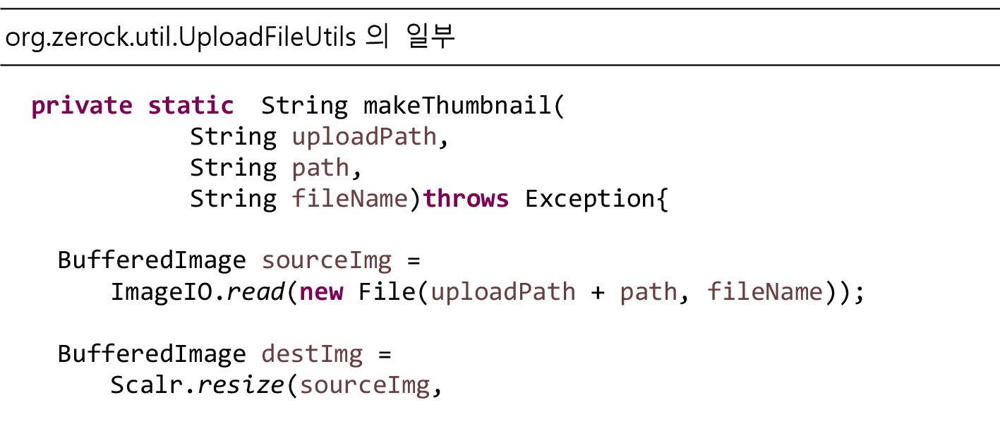 org.zerock.util.UploadFileUtils 의 일부
private static String makeThumbnail(
String uploadPath,
String path,
String fileName)throws Exception{
BufferedImage sourceImg =
ImageIO.read(new File(uploadPath + path, fileName));
BufferedImage destImg =
Scalr.resize(sourceImg,